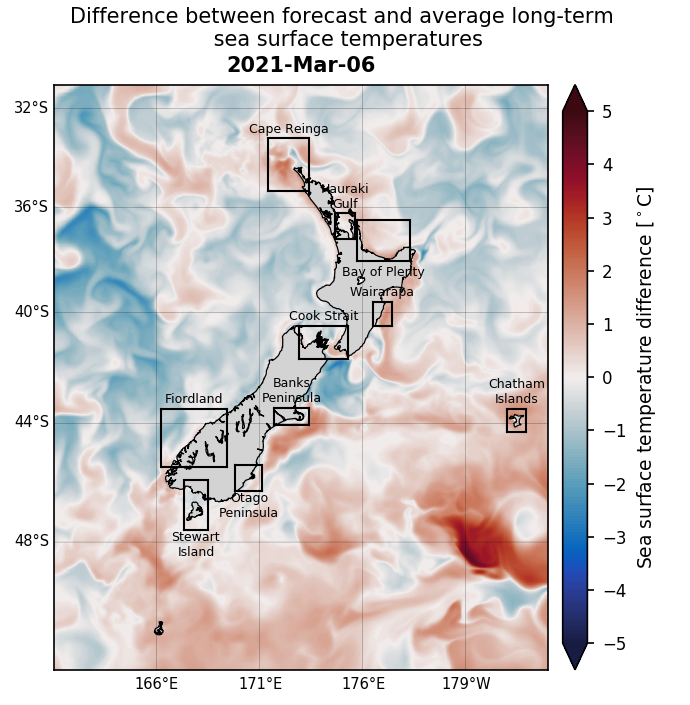 Difference between forecast and average long-term
sea surface temperatures
2021-Mar-06
32°S
36°S
40°S
44°S
48°S
166°E
171°E
176°E
179°W
Cape Reinga
Hauraki
Gulf
Bay of Plenty
Wairarapa
Cook Strait
Banks
Peninsula
Chatham
Islands
Fiordland
Otago
Peninsula
Stewart
Island
5
4
3
2
1
0
−1
−2
−3
−4
−5
Sea surface temperature difference [°C]